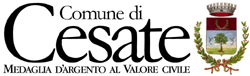 Comune di
Cesate
MEDAGLIA D'ARGENTO AL VALORE CIVILE